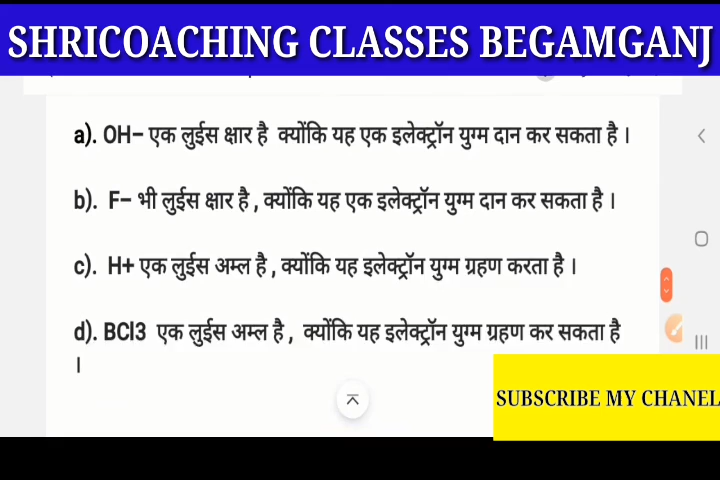 SHRICOACHING CLASSES BEGAMGANJ
a). OH– एक लुईस क्षार है क्योंकि यह एक इलेक्ट्रॉन युग्म दान कर सकता है ।
b). F– भी लुईस क्षार है , क्योंकि यह एक इलेक्ट्रॉन युग्म दान कर सकता है ।
c). H+ एक लुईस अम्ल है , क्योंकि यह इलेक्ट्रॉन युग्म ग्रहण करता है ।
d). BCl3 एक लुईस अम्ल है , क्योंकि यह इलेक्ट्रॉन युग्म ग्रहण कर सकता है
।
SUBSCRIBE MY CHANEL